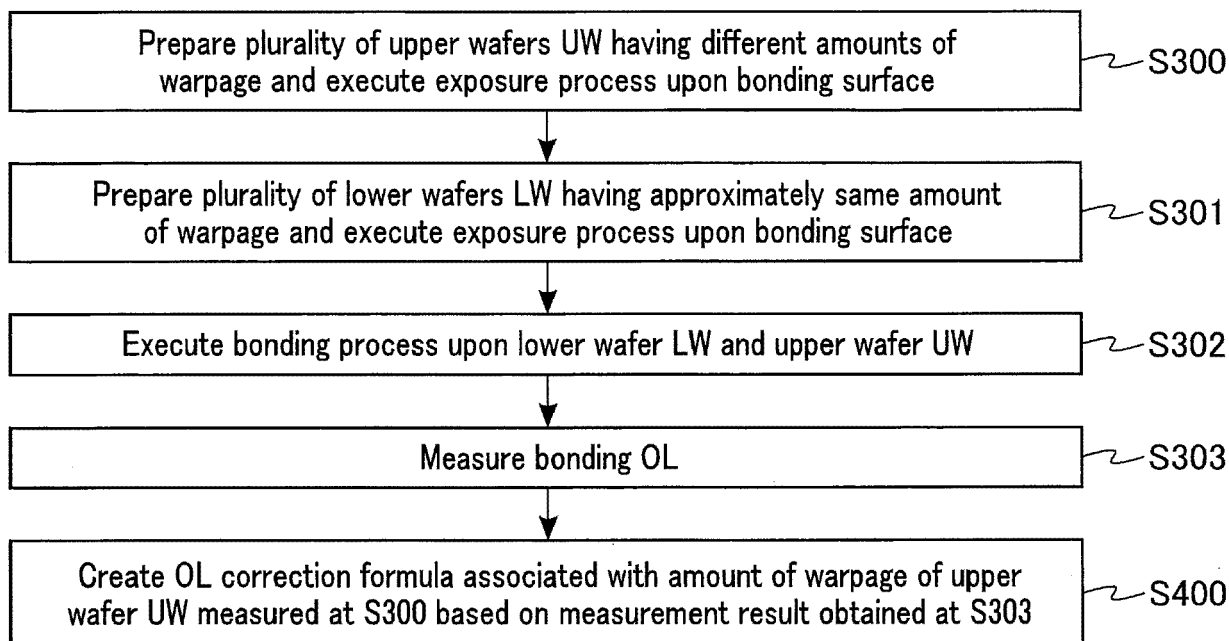 Prepare plurality of upper wafers UW having different amounts of
warpage and execute exposure process upon bonding surface
S300
Prepare plurality of lower wafers LW having approximately same amount
of warpage and execute exposure process upon bonding surface
S301
Execute bonding process upon lower wafer LW and upper wafer UW
S302
Measure bonding OL
S303
Create OL correction formula associated with amount of warpage of upper
wafer UW measured at S300 based on measurement result obtained at S303
S400